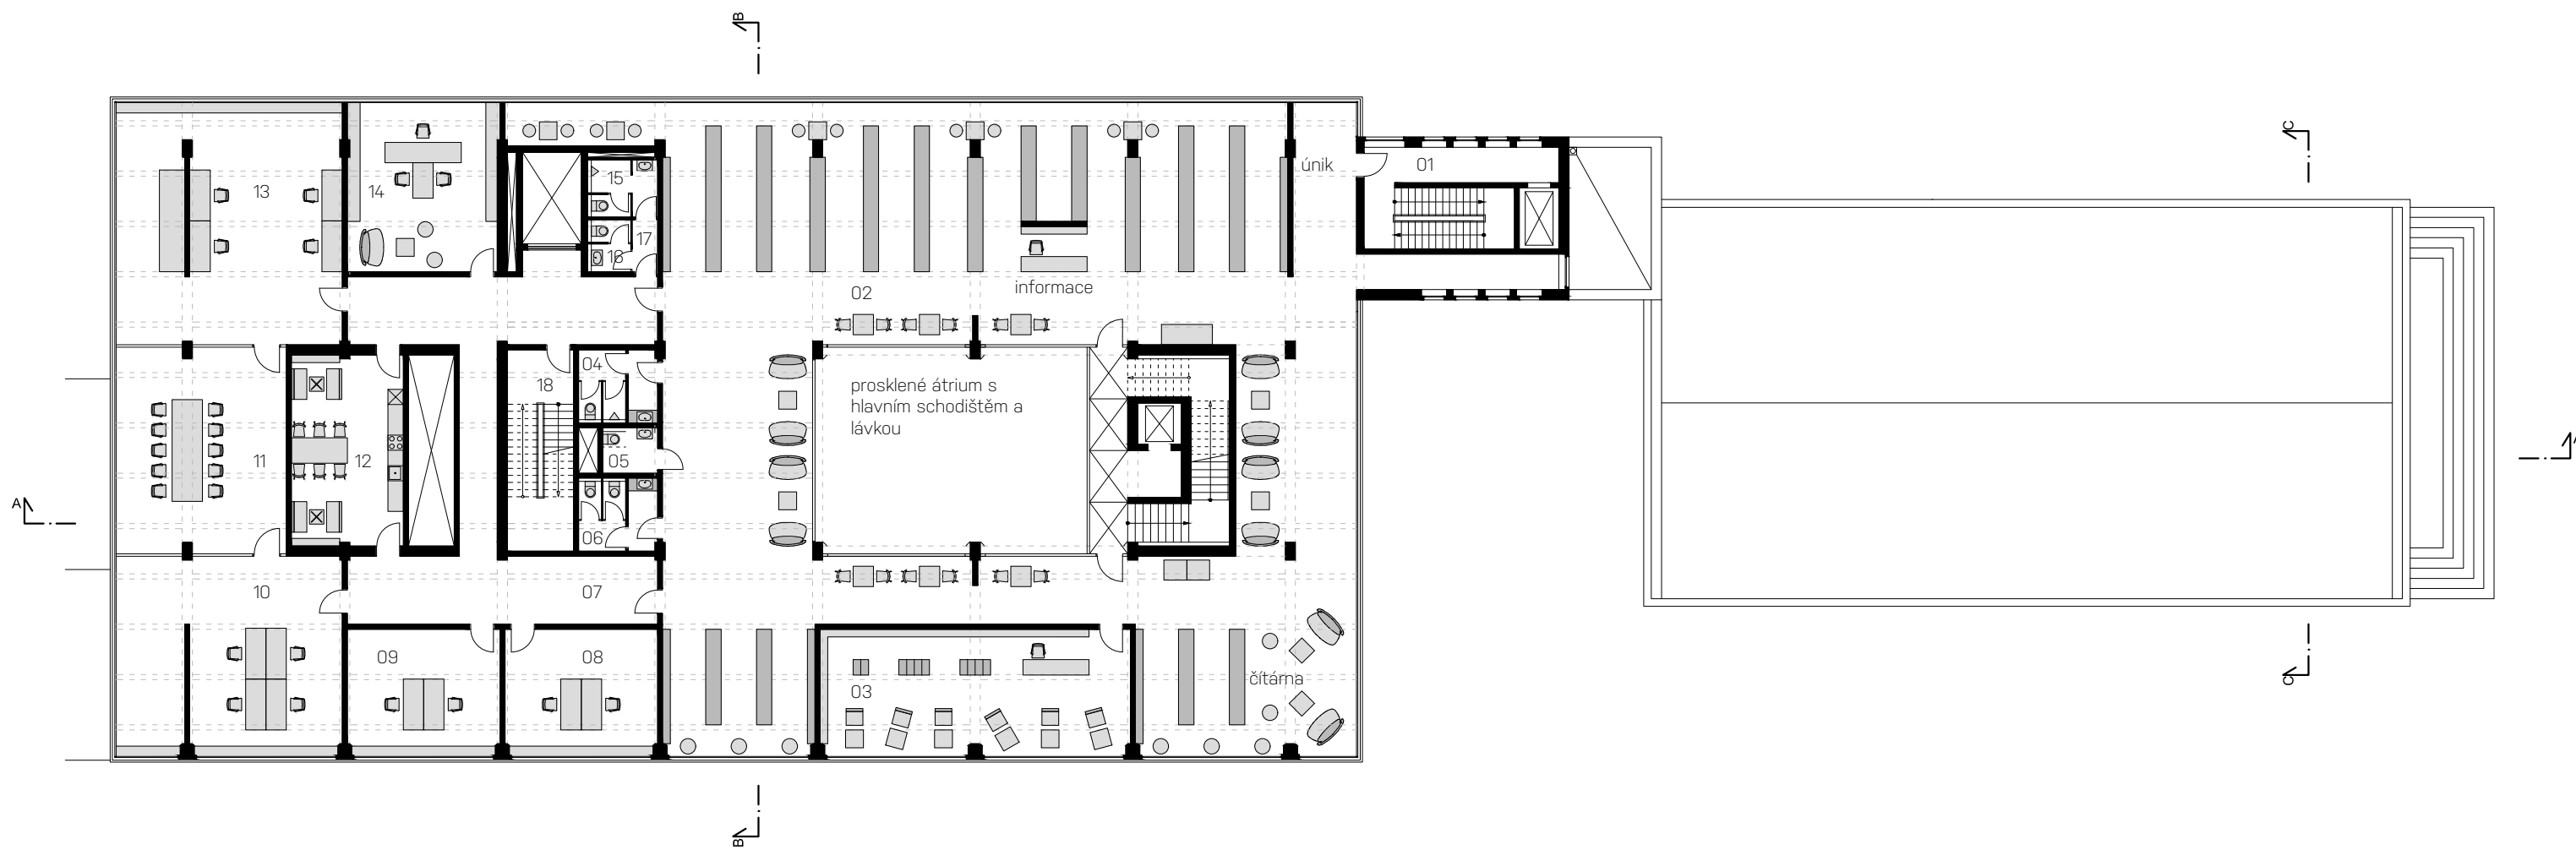 B
C
únik
01
13
14
15
17
16
02
informace
04
18
prosklené átrium s
hlavním schodištěm a
lávkou
A
11
12
05
A
06
10
07
09
08
03
čítárna
C
B